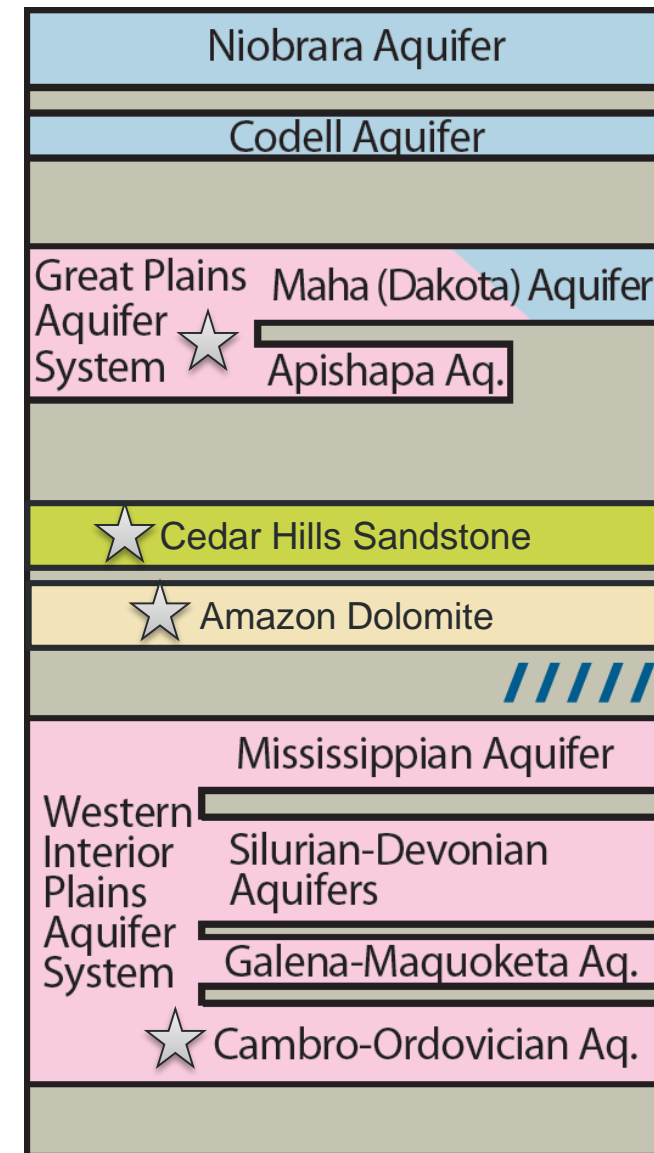 Niobrara Aquifer
Codell Aquifer
Great Plains
Aquifer
System
Maha (Dakota) Aquifer
Apishapa Aq.
Cedar Hills Sandstone
Amazon Dolomite
Mississippian Aquifer
Western
Interior
Plains
Aquifer
System
Silurian-Devonian
Aquifers
Galena-Maquoketa Aq.
Cambro-Ordovician Aq.